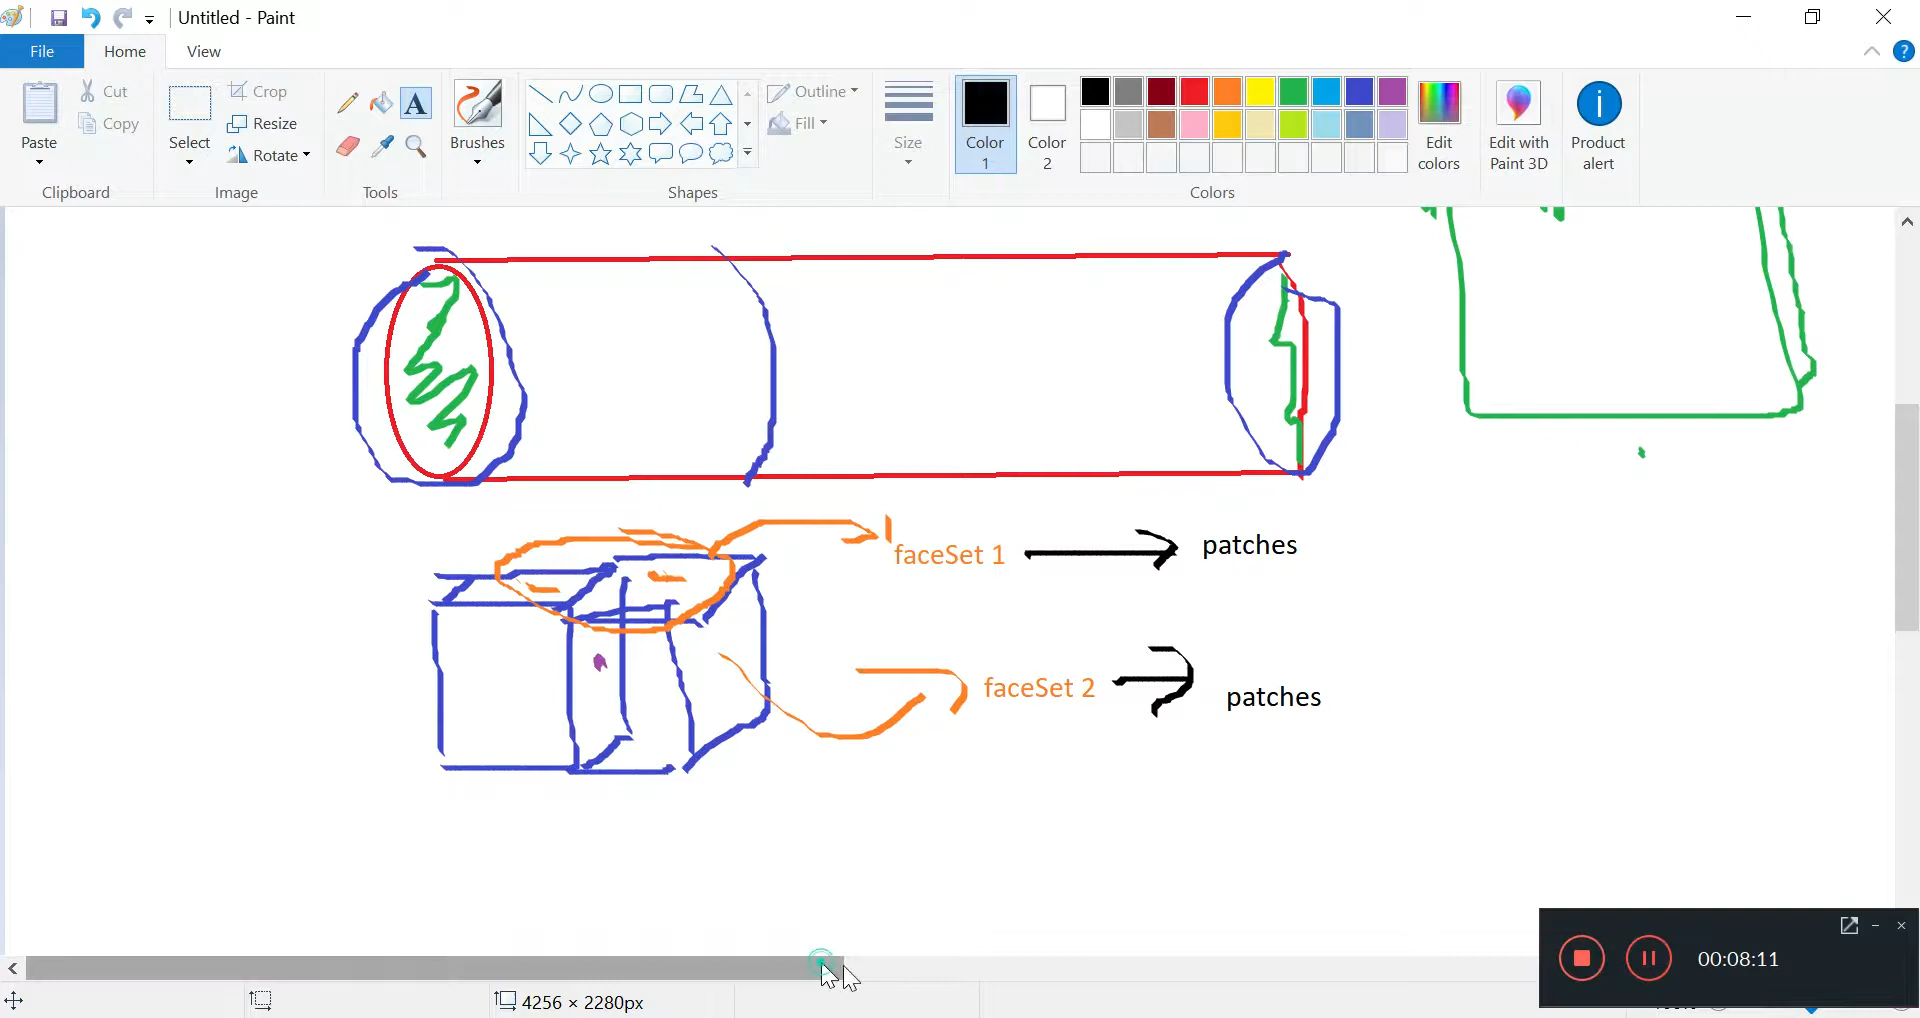 Untitled - Paint
File
Home
View
Paste
Cut
Copy
Clipboard
Select
Crop
Resize
Rotate
Image
A
Tools
Brushes
Shapes
Outline
Fill
Size
Color 1
Color 2
Edit colors
Colors
Edit with Paint 3D
Product alert
faceSet 1
patches
faceSet 2
patches
4256 × 2280px
00:08:11